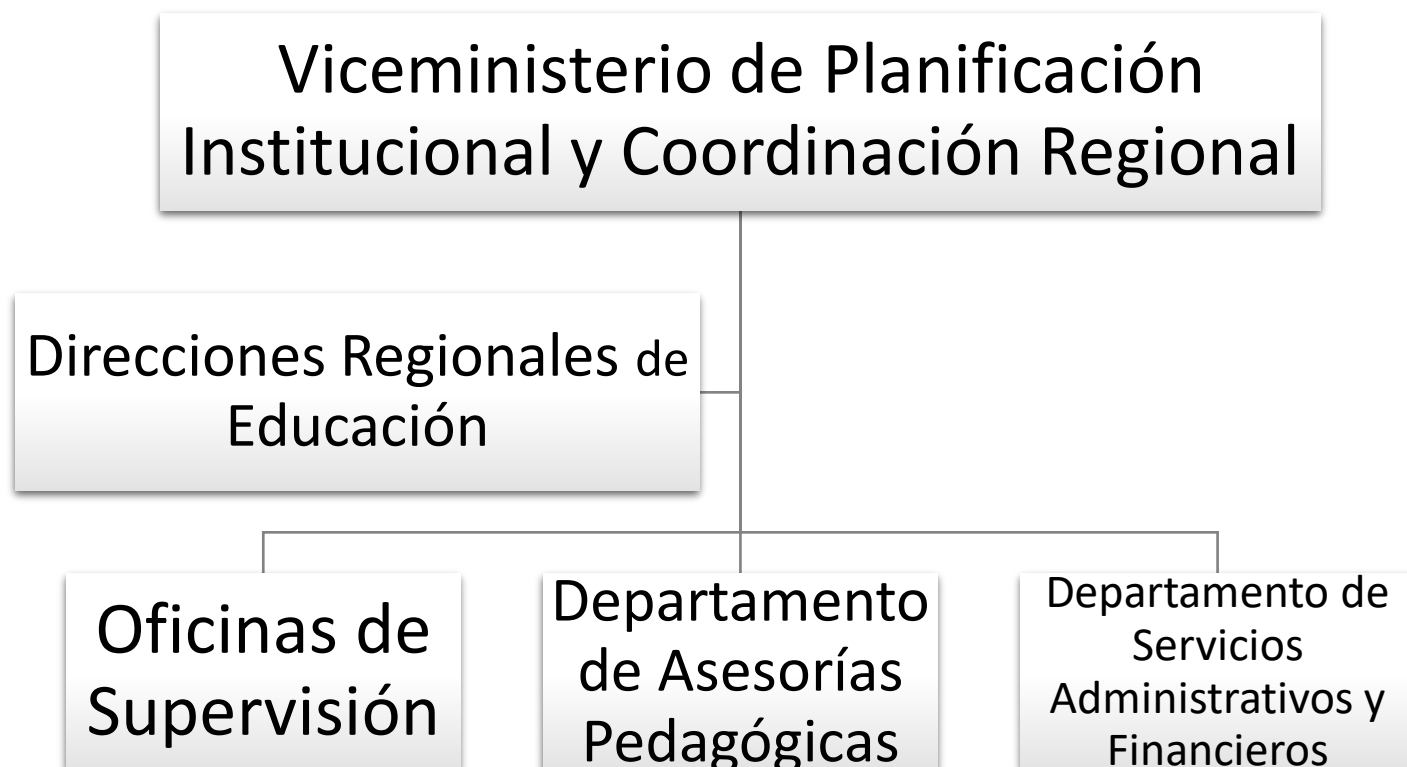 Viceministerio de Planificación
Institucional y Coordinación Regional
Direcciones Regionales de
Educación
Oficinas de
Supervisión
Departamento
de Asesorías
Pedagógicas
Departamento de
Servicios
Administrativos y
Financieros